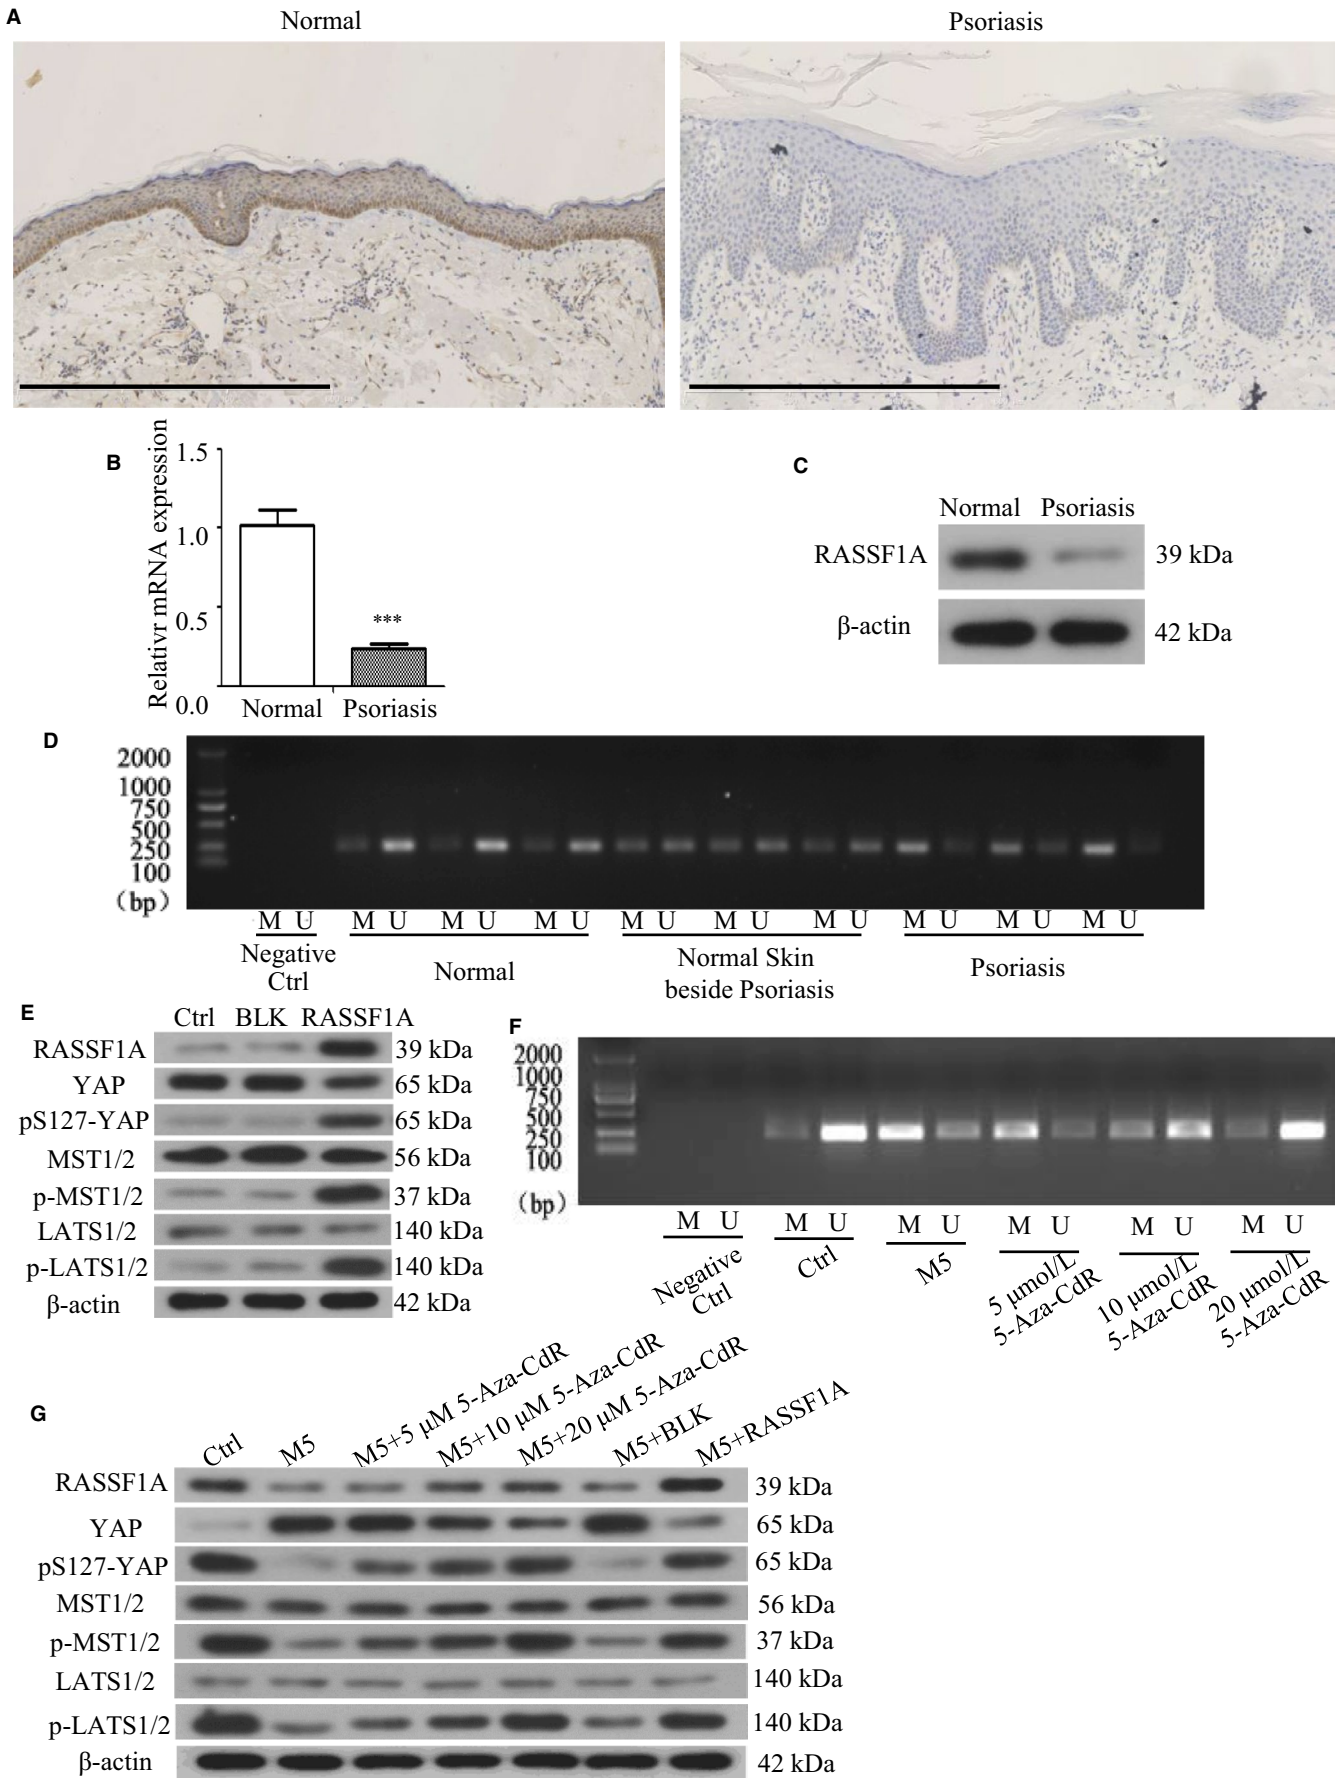 A
Normal
Psoriasis
B
Relativr mRNA expression
1.5
1.0
0.5
0.0
***
Normal Psoriasis
C
Normal Psoriasis
RASSF1A 39 kDa
β-actin 42 kDa
D
2000
1000
750
500
250
100
(bp)
M U M U M U M U M U M U M U M U M U M U
Negative
Ctrl
Normal
Normal Skin
beside Psoriasis
Psoriasis
E
Ctrl BLK RASSF1A
RASSF1A 39 kDa
YAP 65 kDa
pS127-YAP 65 kDa
MST1/2 56 kDa
p-MST1/2 37 kDa
LATS1/2 140 kDa
p-LATS1/2 140 kDa
β-actin 42 kDa
F
2000
1000
750
500
250
100
(bp)
M U M U M U M U M U M U
Negative
Ctrl
Ctrl
M5
5 μmol/L
5-Aza-CdR
10 μmol/L
5-Aza-CdR
20 μmol/L
5-Aza-CdR
G
Ctrl
M5
M5+5 μM 5-Aza-CdR
M5+10 μM 5-Aza-CdR
M5+20 μM 5-Aza-CdR
M5+BLK
M5+RASSF1A
RASSF1A 39 kDa
YAP 65 kDa
pS127-YAP 65 kDa
MST1/2 56 kDa
p-MST1/2 37 kDa
LATS1/2 140 kDa
p-LATS1/2 140 kDa
β-actin 42 kDa